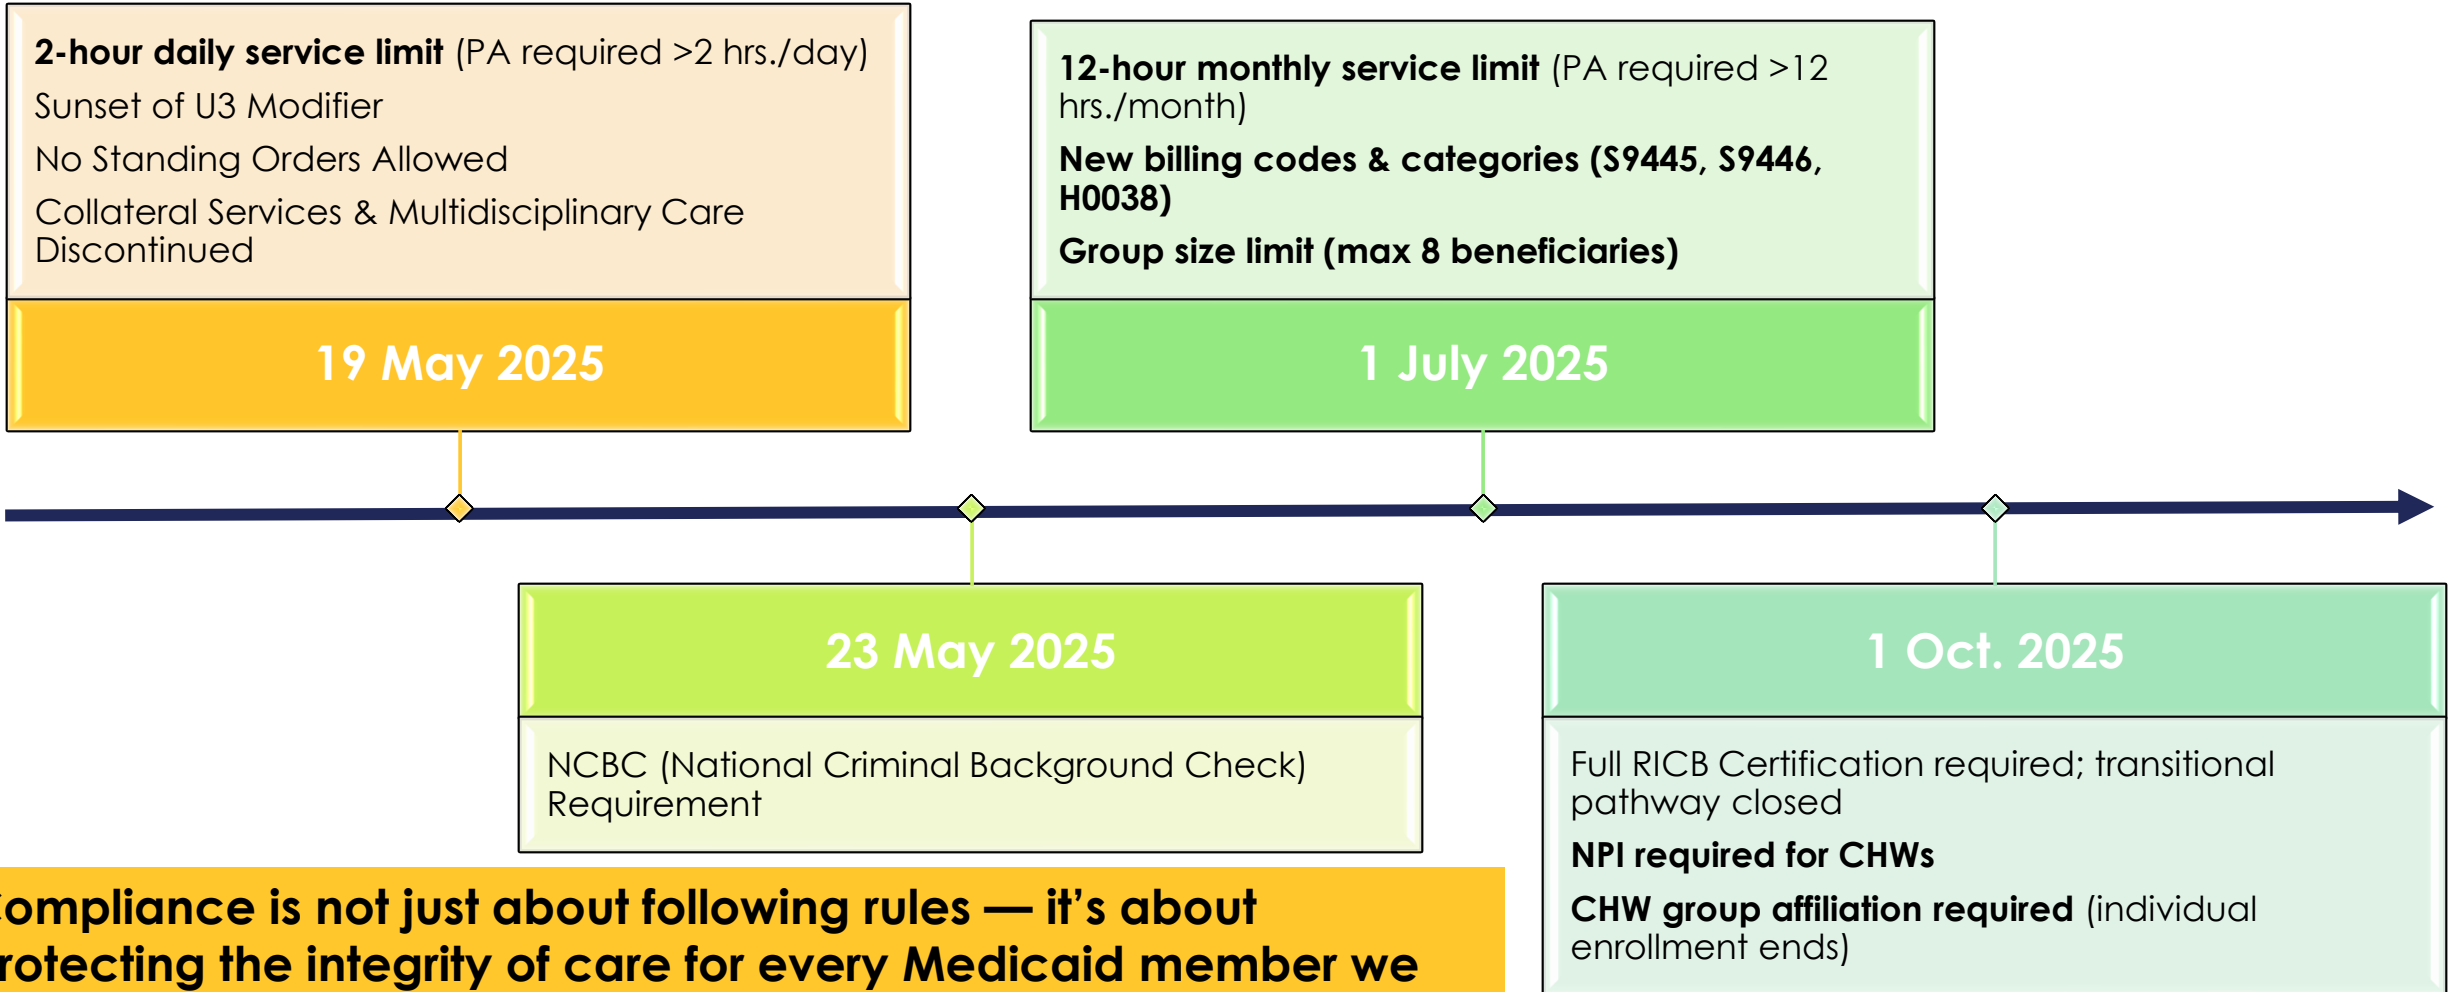 2-hour daily service limit (PA required >2 hrs./day)
Sunset of U3 Modifier
No Standing Orders Allowed
Collateral Services & Multidisciplinary Care
Discontinued
19 May 2025
12-hour monthly service limit (PA required >12
hrs./month)
New billing codes & categories (S9445, S9446,
H0038)
Group size limit (max 8 beneficiaries)
1 July 2025
23 May 2025
NCBC (National Criminal Background Check)
Requirement
1 Oct. 2025
Full RICB Certification required; transitional
pathway closed
NPI required for CHWs
CHW group affiliation required (individual
enrollment ends)
Compliance is not just about following rules — it's about
rotecting the integrity of care for every Medicaid member we